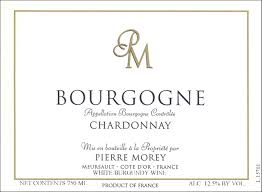 PM
BOURGOGNE
Appellation Bourgogne Contrôlée
CHARDONNAY
Mis en bouteille à la Propriété par
PIERRE MOREY
MEURSAULT - CÔTE-D'OR - FRANCE
WHITE BURGUNDY WINE
NET CONTENTS 750 ML
ALC. 12.5% BY VOL.
PRODUCT OF FRANCE